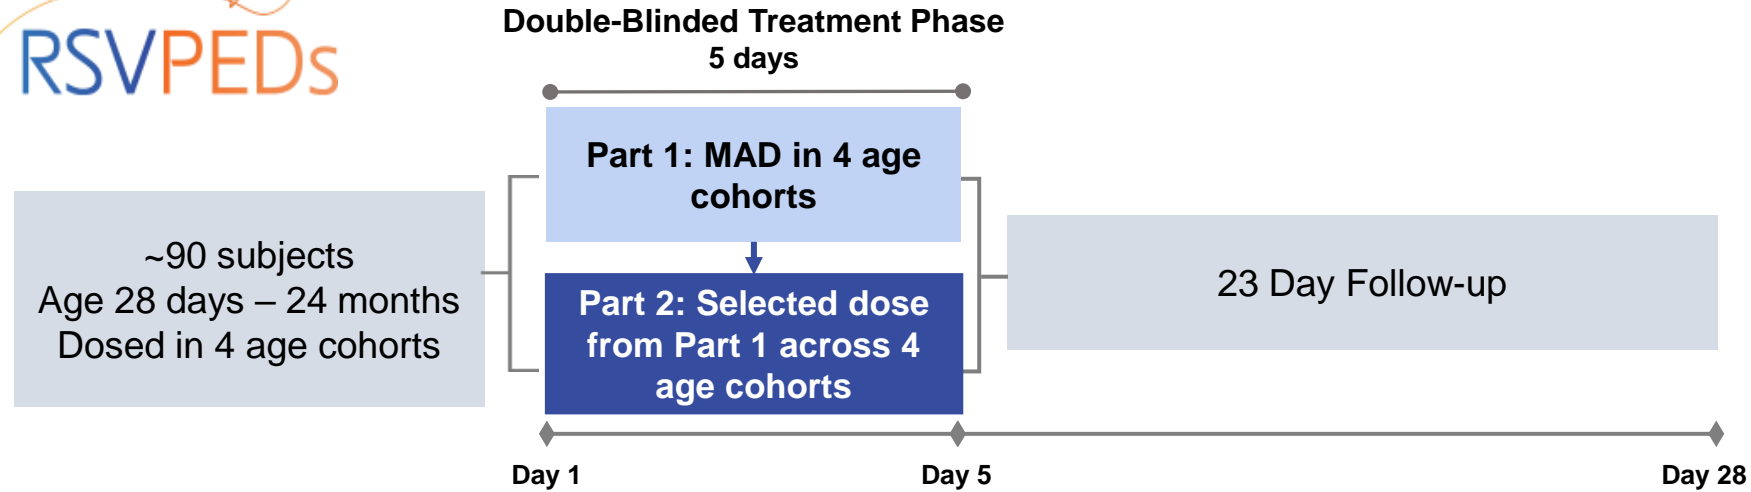 RSVPEDs
Double-Blinded Treatment Phase
5 days
~90 subjects
Age 28 days – 24 months
Dosed in 4 age cohorts
Part 1: MAD in 4 age
cohorts
Part 2: Selected dose
from Part 1 across 4
age cohorts
23 Day Follow-up
Day 1
Day 5
Day 28